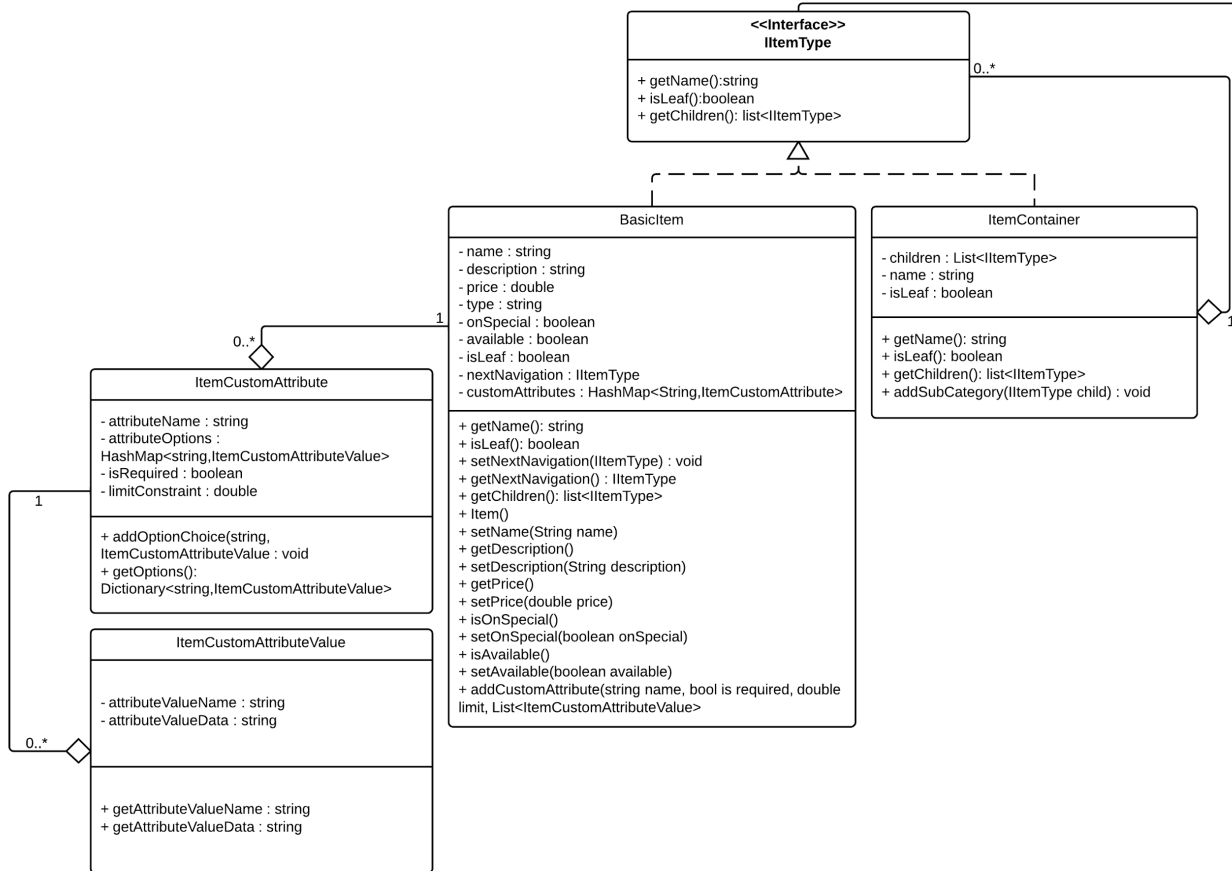 <<Interface>>
IItemType
+ getName():string
+ isLeaf():boolean
+ getChildren(): list<IItemType>
0..*
BasicItem
- name : string
- description : string
- price : double
- type : string
- onSpecial : boolean
- available : boolean
- isLeaf : boolean
- nextNavigation : IItemType
- customAttributes : HashMap<String,ItemCustomAttribute>
+ getName(): string
+ isLeaf(): boolean
+ setNextNavigation(IItemType) : void
+ getNextNavigation() : IItemType
+ getChildren(): list<IItemType>
+ Item()
+ setName(String name)
+ getDescription()
+ setDescription(String description)
+ getPrice()
+ setPrice(double price)
+ isOnSpecial()
+ setOnSpecial(boolean onSpecial)
+ isAvailable()
+ setAvailable(boolean available)
+ addCustomAttribute(string name, bool is required, double
limit, List<ItemCustomAttributeValue>
ItemContainer
- children : List<IItemType>
- name : string
- isLeaf : boolean
+ getName(): string
+ isLeaf(): boolean
+ getChildren(): list<IItemType>
+ addSubCategory(IItemType child) : void
1
1
0..*
ItemCustomAttribute
- attributeName : string
- attributeOptions :
HashMap<string,ItemCustomAttributeValue>
- isRequired : boolean
- limitConstraint : double
+ addOptionChoice(string,
ItemCustomAttributeValue : void
+ getOptions():
Dictionary<string,ItemCustomAttributeValue>
1
0..*
ItemCustomAttributeValue
- attributeValueName : string
- attributeValueData : string
+ getAttributeValueName : string
+ getAttributeValueData : string